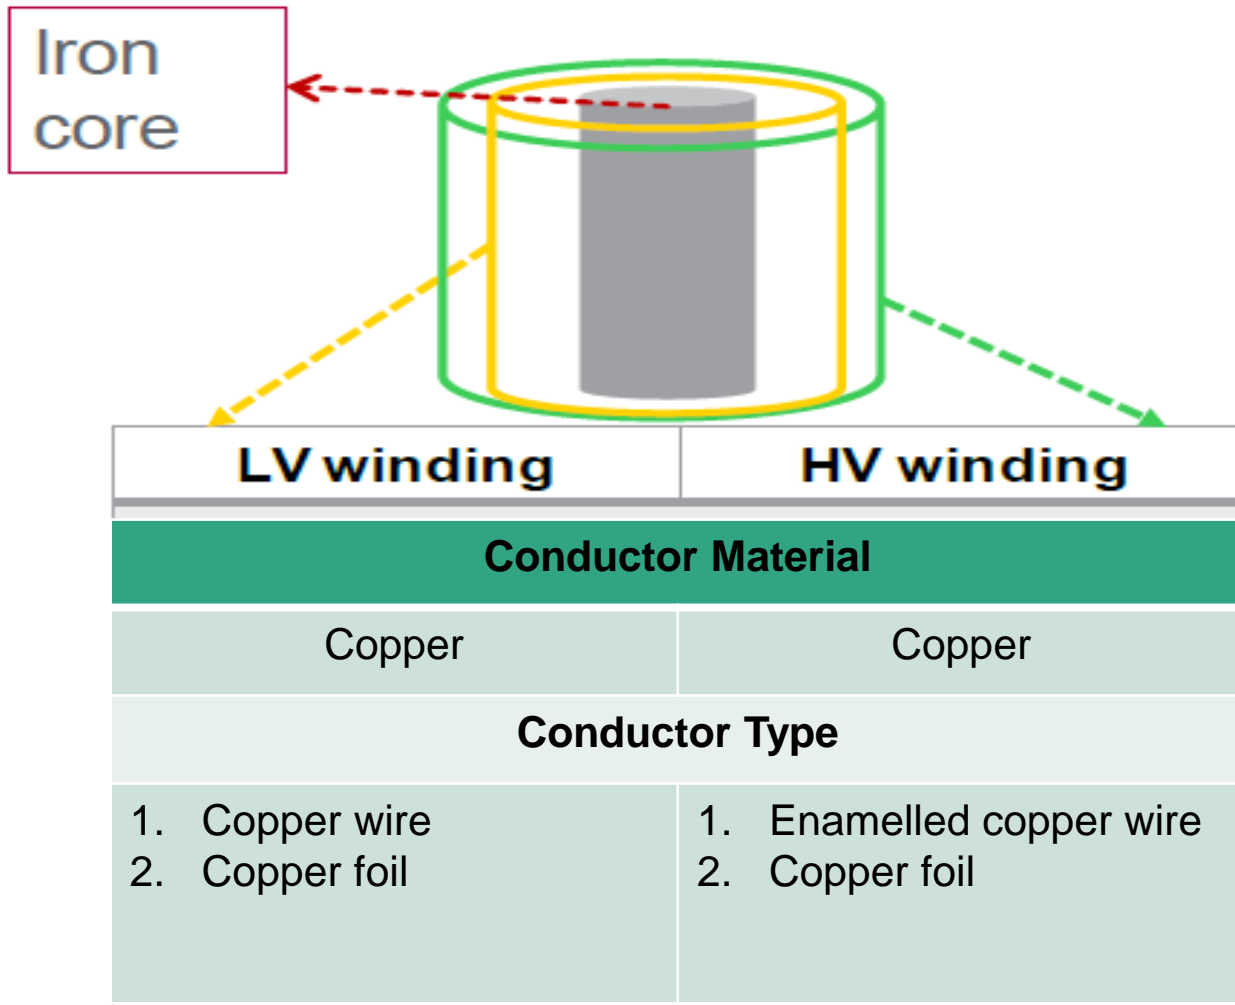 Iron
core
LV winding
HV winding
Conductor Material
Copper
Copper
Conductor Type
1. Copper wire
2. Copper foil
1. Enamelled copper wire
2. Copper foil